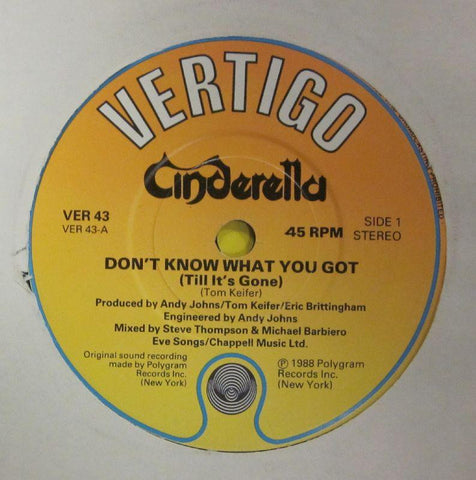 VERTIGO
Cinderella
VER 43
VER 43-A
45 RPM
SIDE 1
STEREO
DON'T KNOW WHAT YOU GOT
(Till It's Gone)
(Tom Keifer)
Produced by Andy Johns/Tom Keifer/Eric Brittingham
Engineered by Andy Johns
Mixed by Steve Thompson & Michael Barbiero
Eve Songs/Chappell Music Ltd.
Original sound recording
made by Polygram
Records Inc.
(New York)
℗ 1988 Polygram
Records Inc.
(New York)